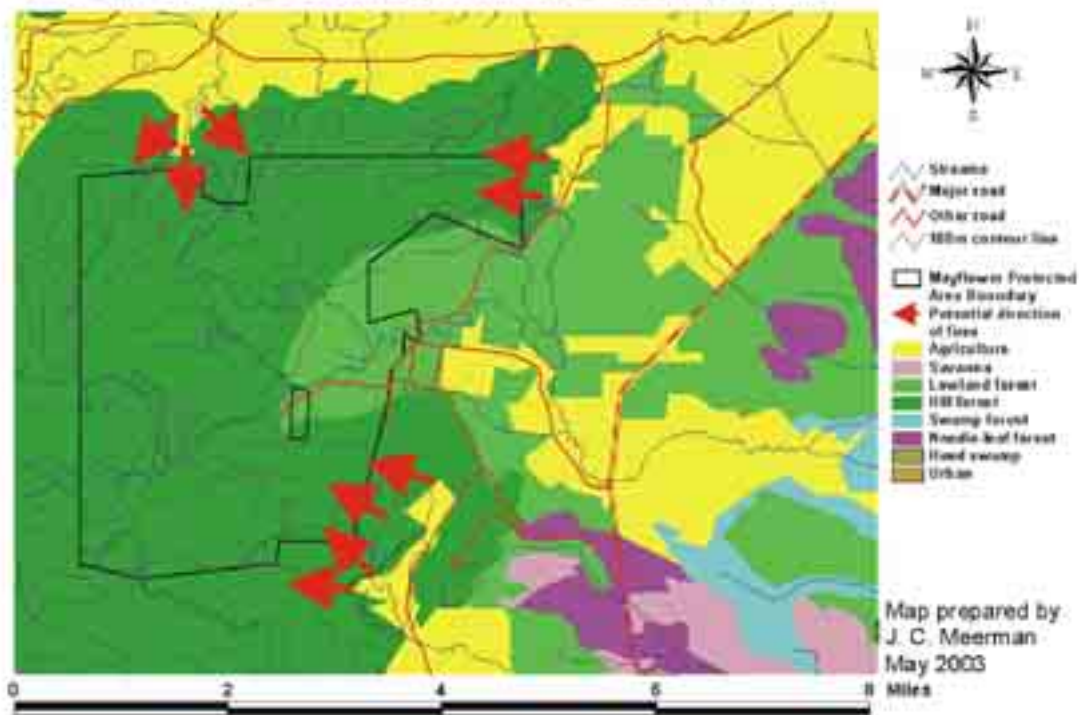 N
W E
S
Streams
Major road
Other road
100m contour line
Mayflower Protected
Area Boundary
Potential direction
of fires
Agriculture
Savanna
Lowland forest
Hill forest
Swamp forest
Needle-leaf forest
Reed swamp
Urban
Map prepared by
J. C. Meerman
May 2003
0 2 4 6 8 Miles